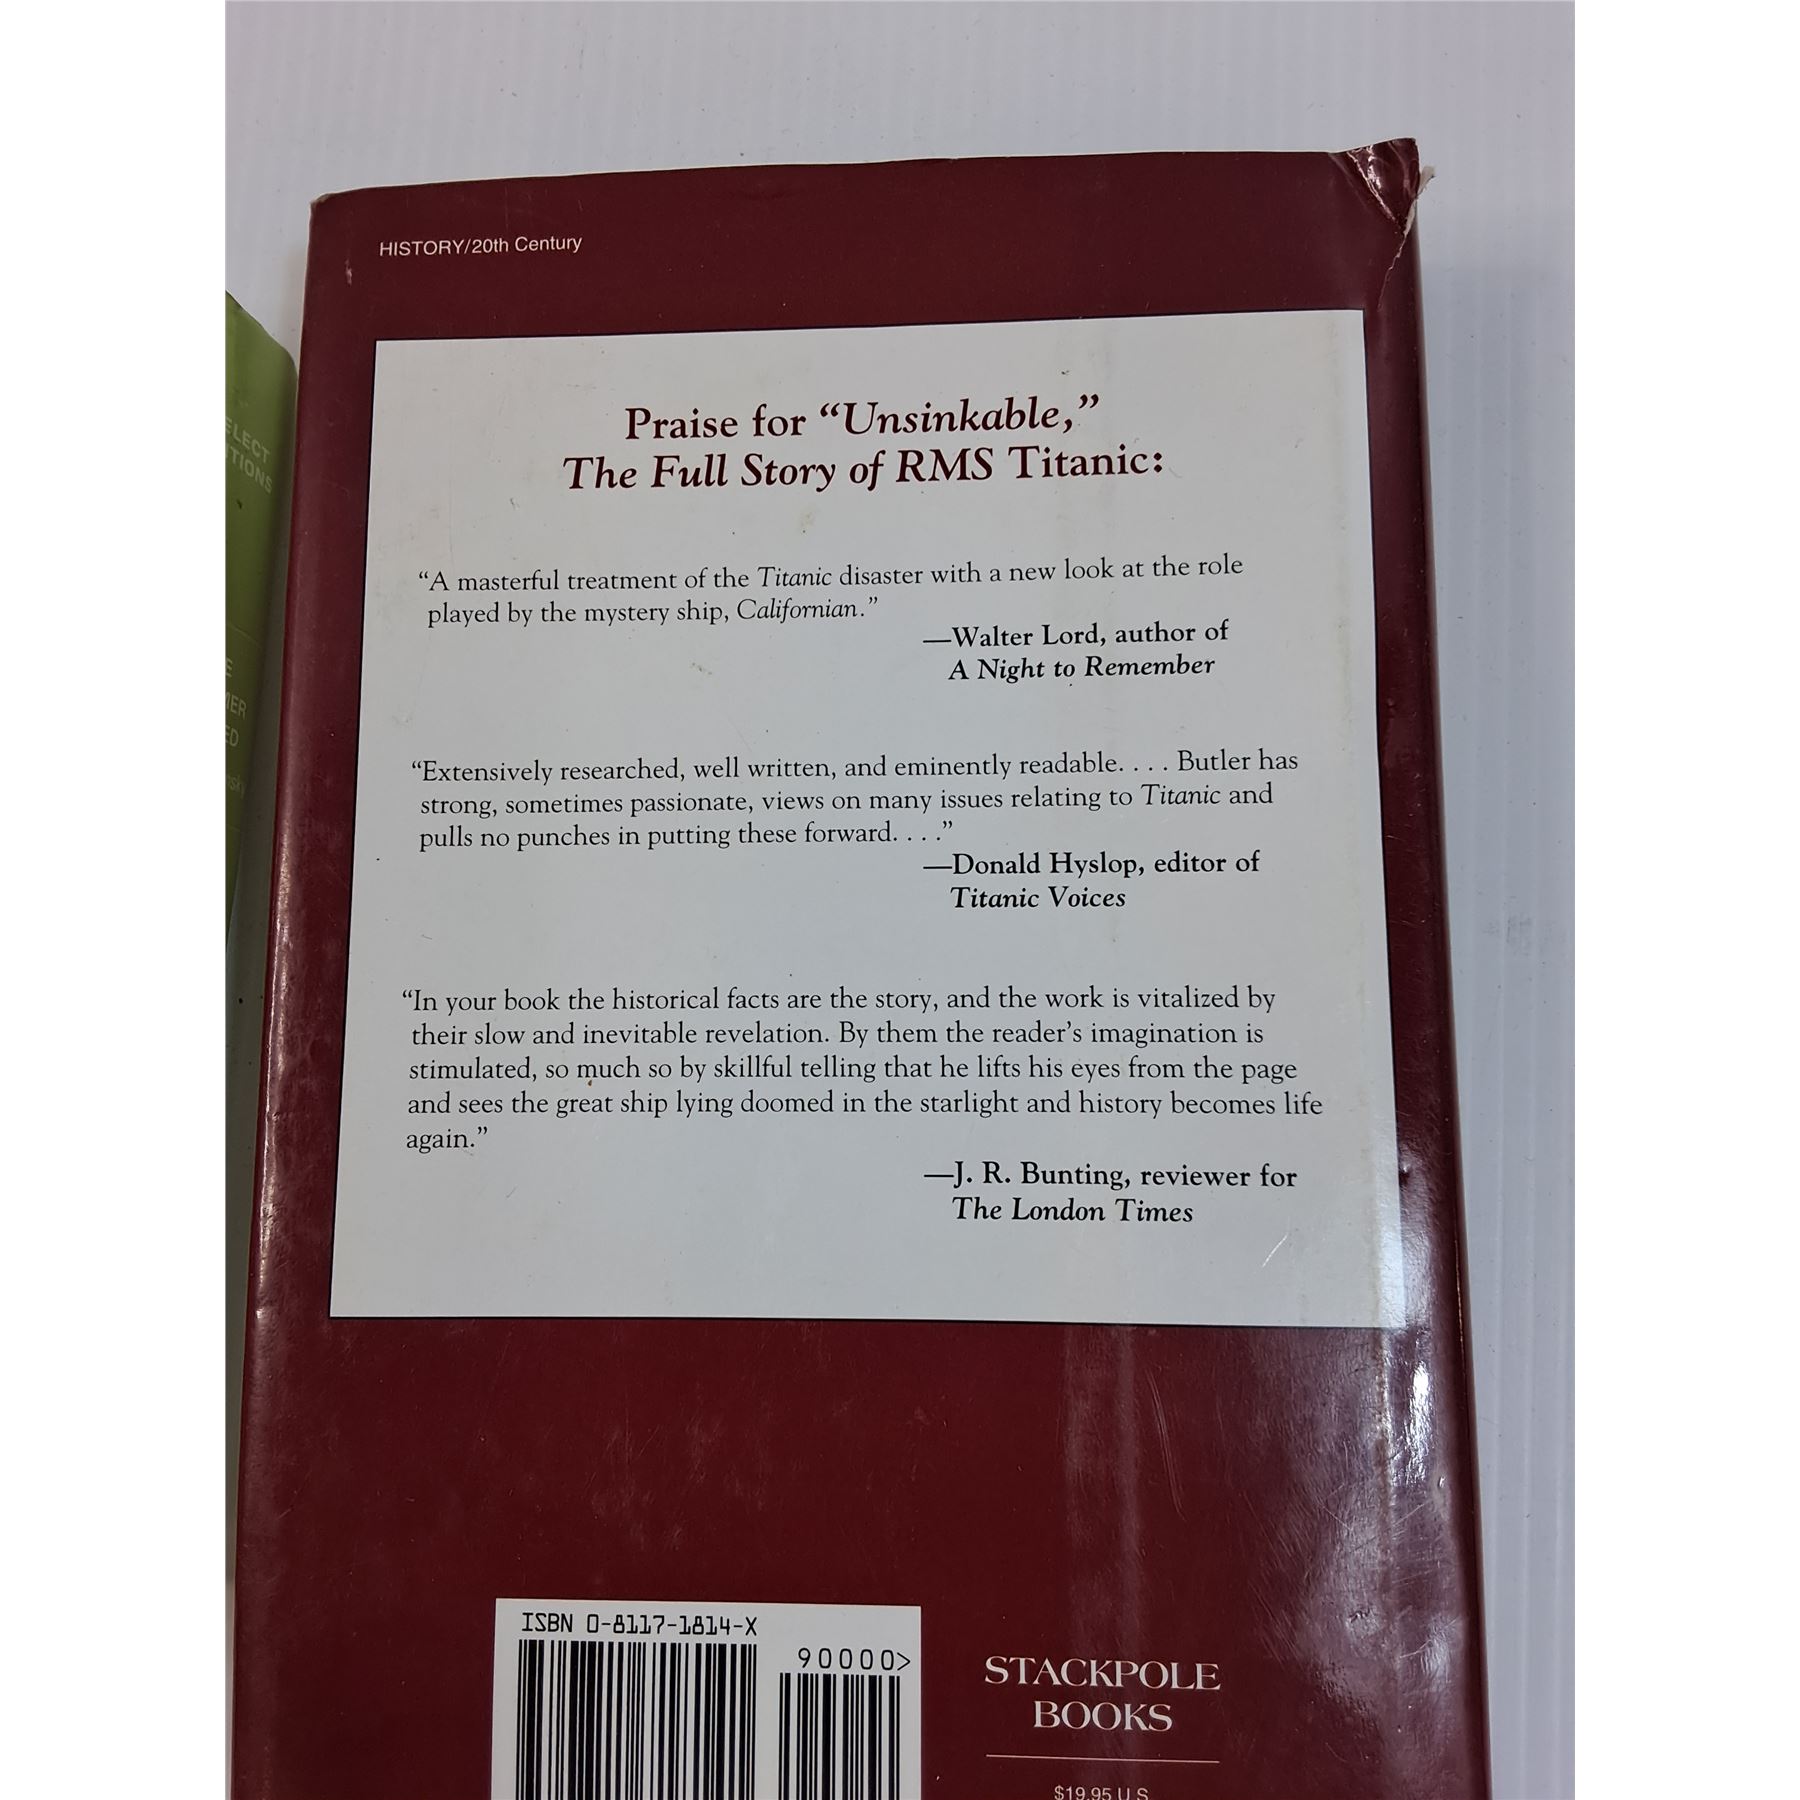 HISTORY/20th Century
Praise for “Unsinkable,”
The Full Story of RMS Titanic:
“A masterful treatment of the Titanic disaster with a new look at the role
played by the mystery ship, Californian.”
—Walter Lord, author of
A Night to Remember
“Extensively researched, well written, and eminently readable. . . . Butler has
strong, sometimes passionate, views on many issues relating to Titanic and
pulls no punches in putting these forward. . . .”
—Donald Hyslop, editor of
Titanic Voices
“In your book the historical facts are the story, and the work is vitalized by
their slow and inevitable revelation. By them the reader’s imagination is
stimulated, so much so by skillful telling that he lifts his eyes from the page
and sees the great ship lying doomed in the starlight and history becomes life
again.”
—J. R. Bunting, reviewer for
The London Times
ISBN 0-8117-1814-X
90000>
STACKPOLE
BOOKS
$19.95 U.S.